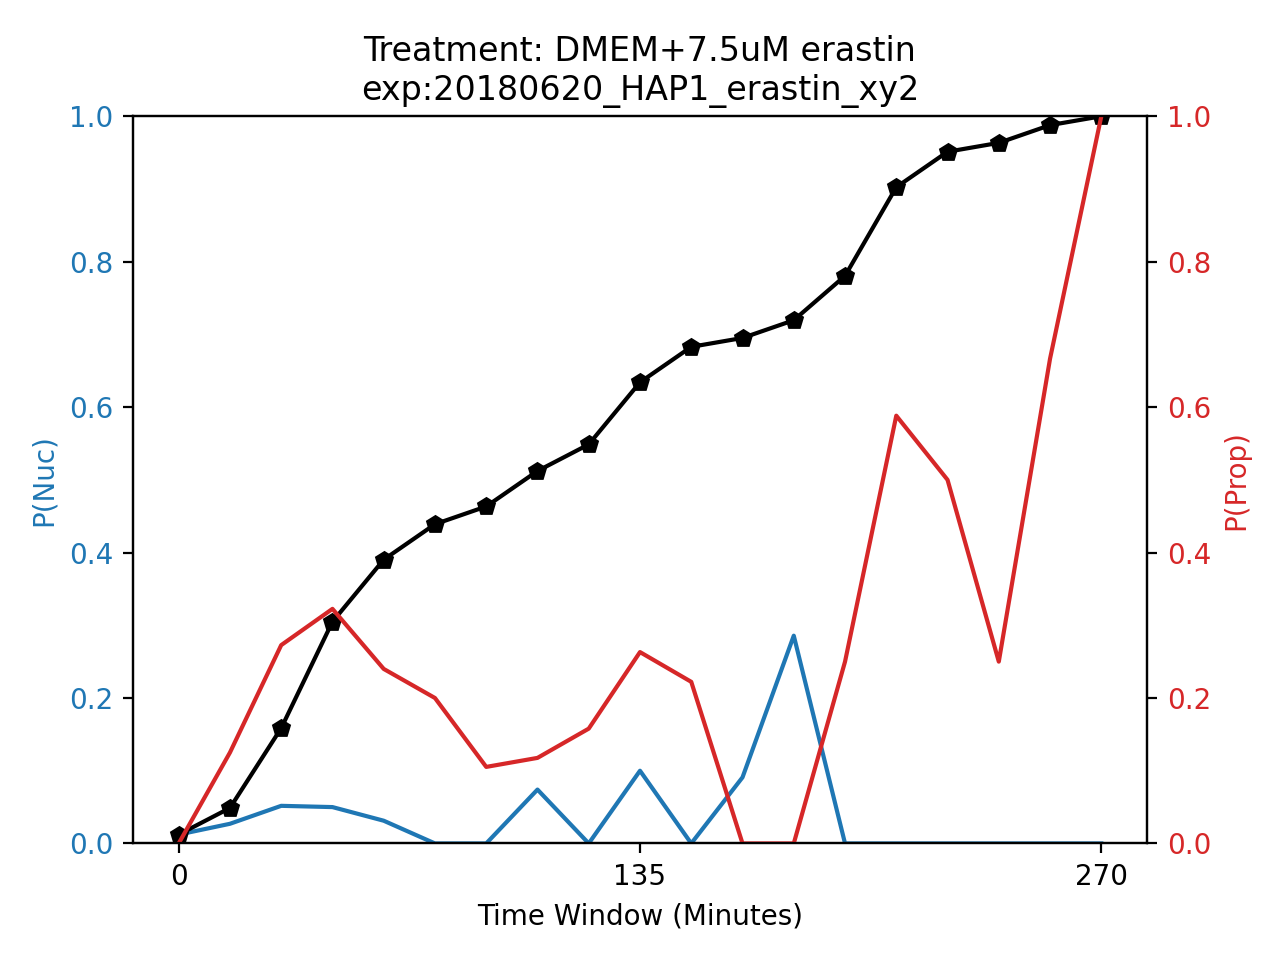 Treatment: DMEM+7.5uM erastin
exp:20180620_HAP1_erastin_xy2
1.0
0.8
0.6
0.4
0.2
0.0
P(Nuc)
1.0
0.8
0.6
0.4
0.2
0.0
P(Prop)
0 135 270
Time Window (Minutes)